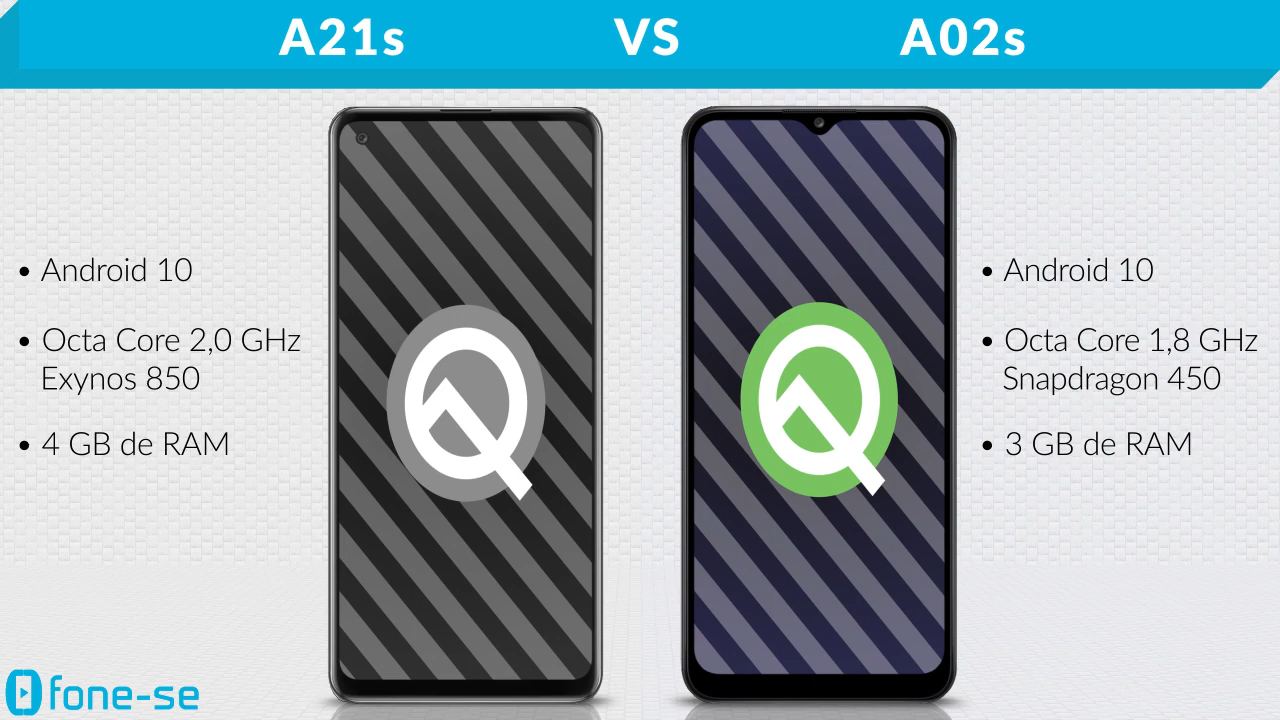 A21s VS A02s
• Android 10
• Octa Core 2,0 GHz
Exynos 850
• 4 GB de RAM
• Android 10
• Octa Core 1,8 GHz
Snapdragon 450
• 3 GB de RAM
fone-se